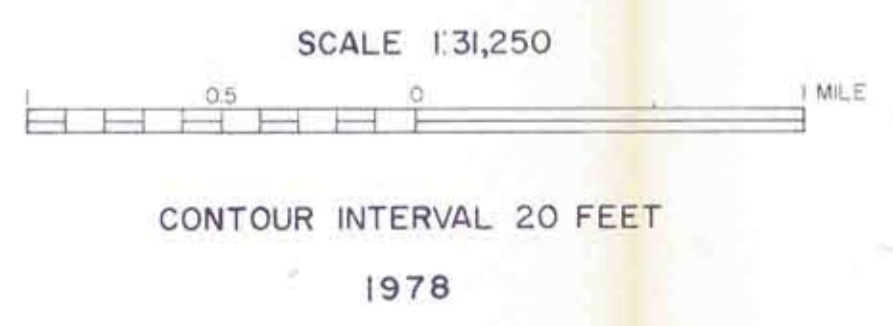 SCALE 1:31,250
1 0.5 0 1 MILE
CONTOUR INTERVAL 20 FEET
1978